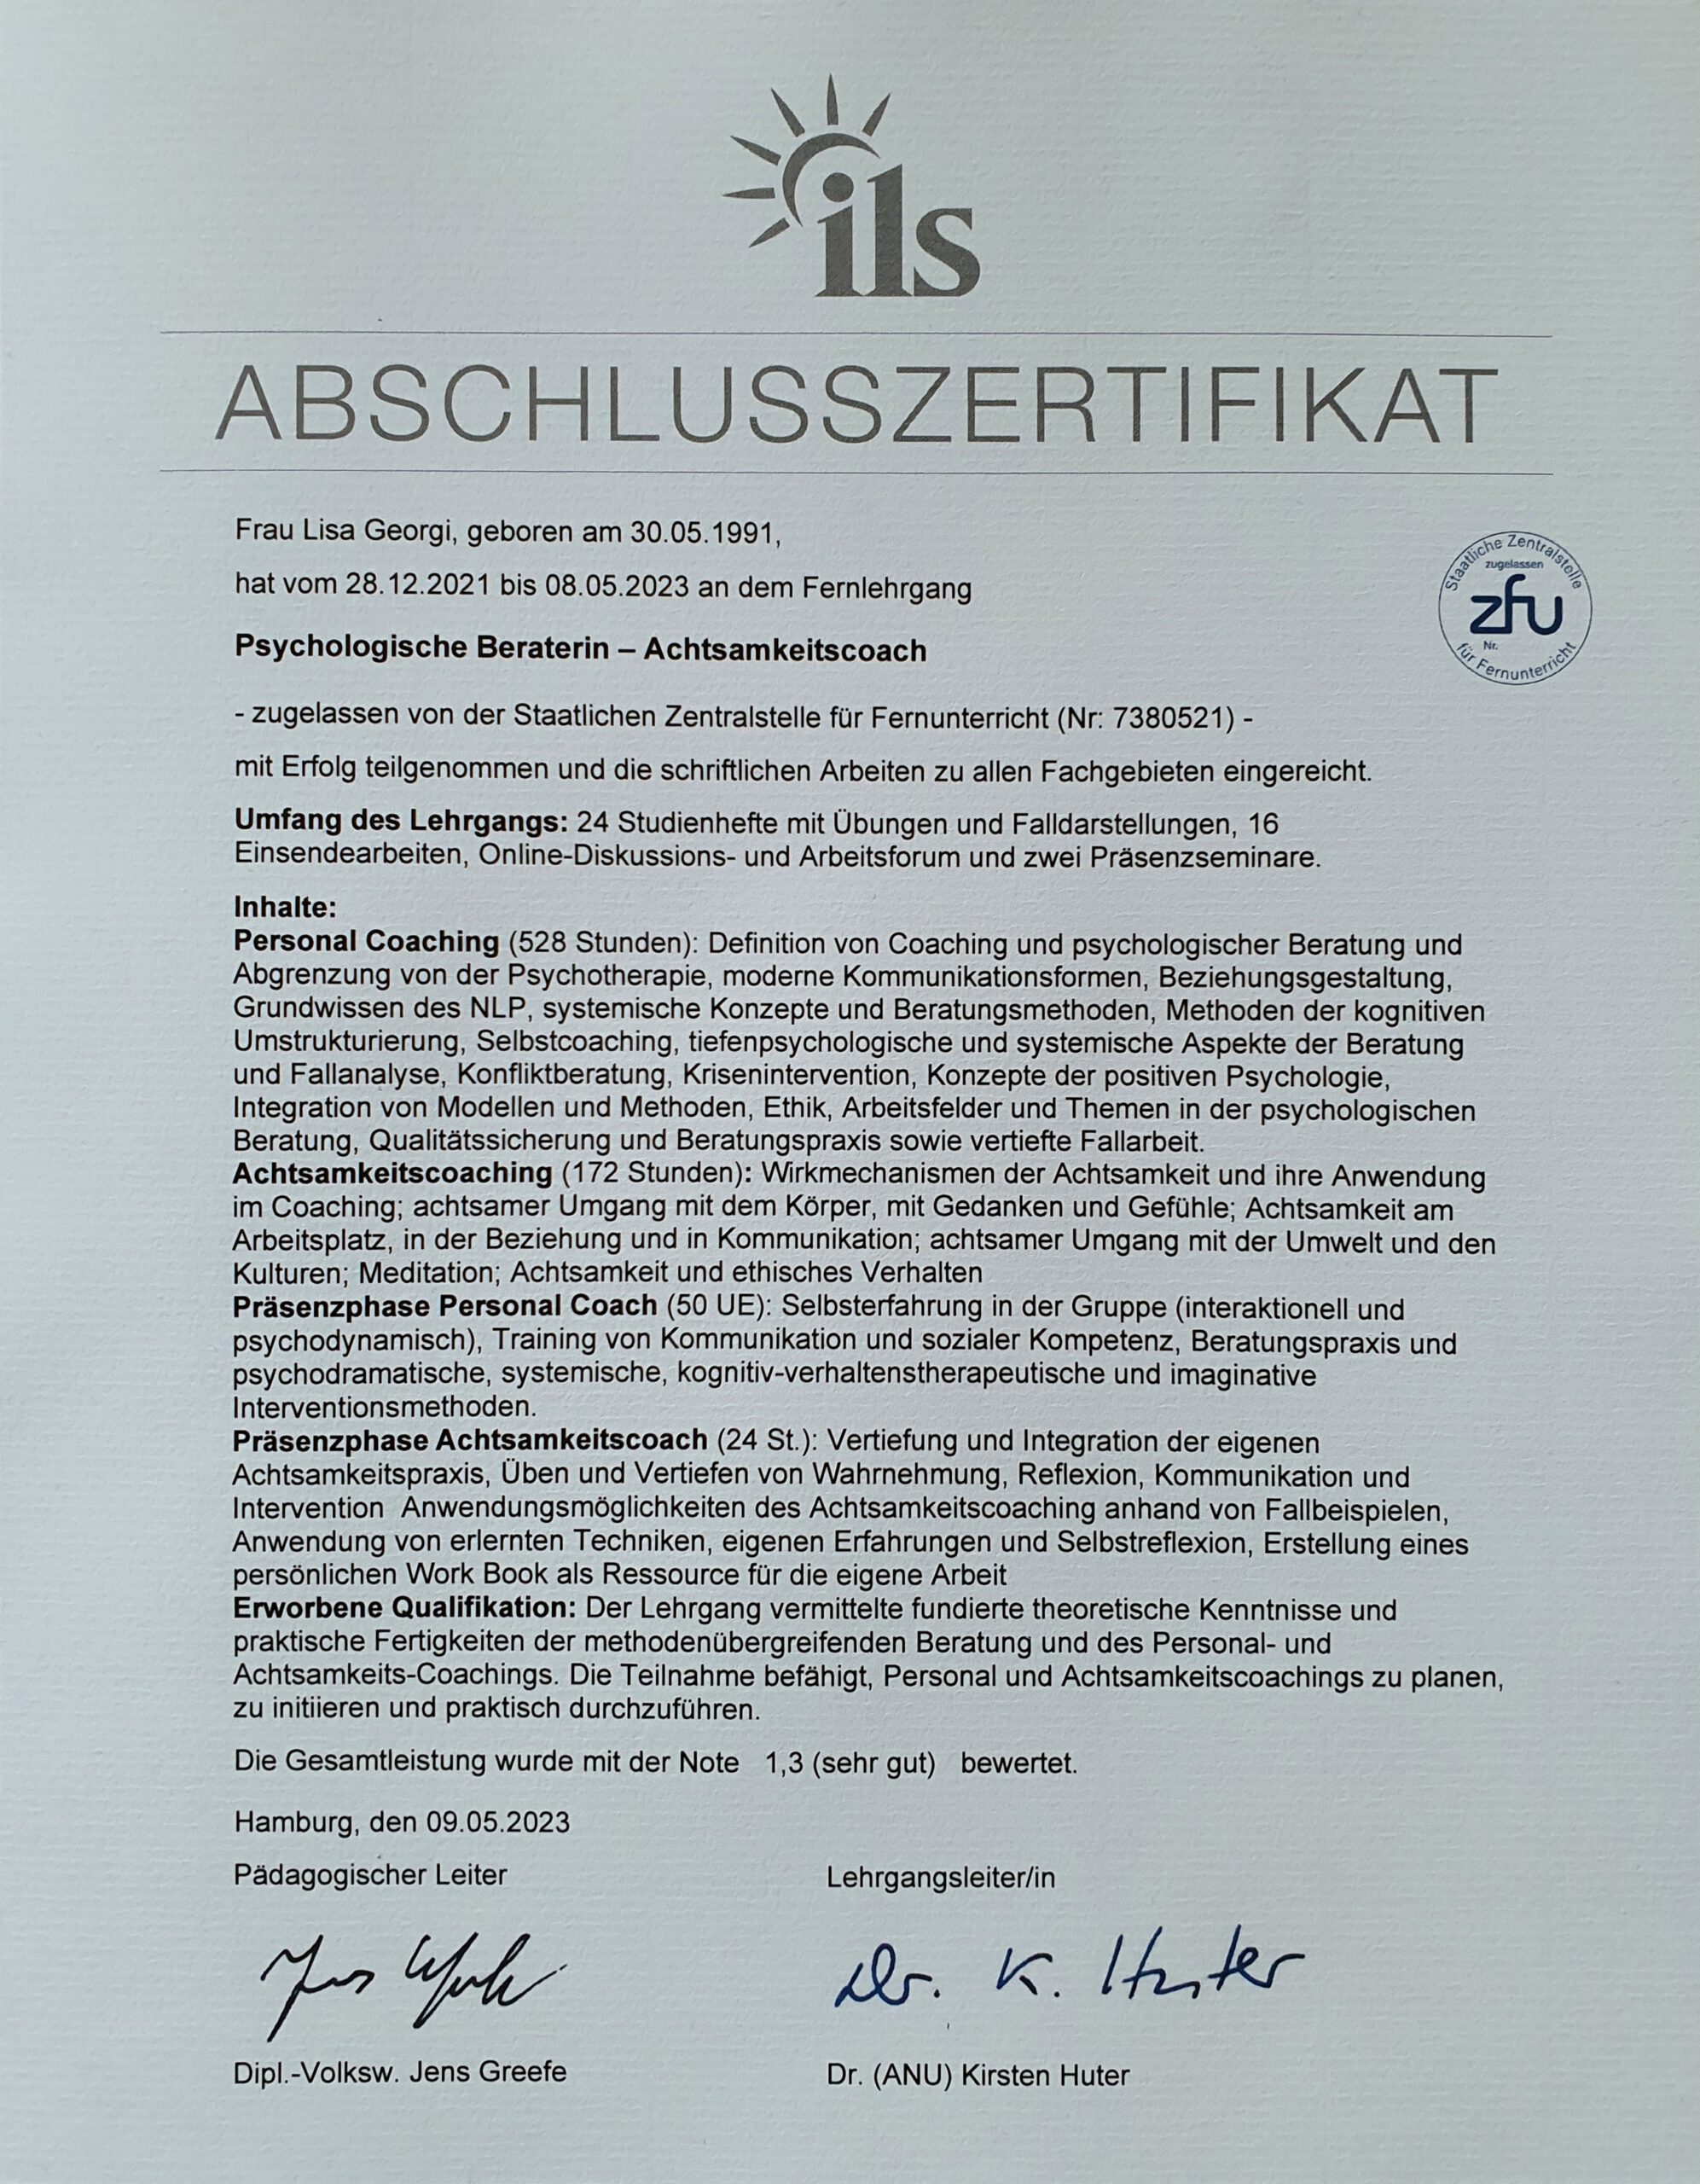 ils
ABSCHLUSSZERTIFIKAT
Frau Lisa Georgi, geboren am 30.05.1991,
hat vom 28.12.2021 bis 08.05.2023 an dem Fernlehrgang
Psychologische Beraterin – Achtsamkeitscoach
Staatliche Zentralstelle
zugelassen
zfu
Nr.
für Fernunterricht
- zugelassen von der Staatlichen Zentralstelle für Fernunterricht (Nr: 7380521) -
mit Erfolg teilgenommen und die schriftlichen Arbeiten zu allen Fachgebieten eingereicht.
Umfang des Lehrgangs: 24 Studienhefte mit Übungen und Falldarstellungen, 16
Einsendearbeiten, Online-Diskussions- und Arbeitsforum und zwei Präsenzseminare.
Inhalte:
Personal Coaching (528 Stunden): Definition von Coaching und psychologischer Beratung und
Abgrenzung von der Psychotherapie, moderne Kommunikationsformen, Beziehungsgestaltung,
Grundwissen des NLP, systemische Konzepte und Beratungsmethoden, Methoden der kognitiven
Umstrukturierung, Selbstcoaching, tiefenpsychologische und systemische Aspekte der Beratung
und Fallanalyse, Konfliktberatung, Krisenintervention, Konzepte der positiven Psychologie,
Integration von Modellen und Methoden, Ethik, Arbeitsfelder und Themen in der psychologischen
Beratung, Qualitätssicherung und Beratungspraxis sowie vertiefte Fallarbeit.
Achtsamkeitscoaching (172 Stunden): Wirkmechanismen der Achtsamkeit und ihre Anwendung
im Coaching; achtsamer Umgang mit dem Körper, mit Gedanken und Gefühle; Achtsamkeit am
Arbeitsplatz, in der Beziehung und in Kommunikation; achtsamer Umgang mit der Umwelt und den
Kulturen; Meditation; Achtsamkeit und ethisches Verhalten
Präsenzphase Personal Coach (50 UE): Selbsterfahrung in der Gruppe (interaktionell und
psychodynamisch), Training von Kommunikation und sozialer Kompetenz, Beratungspraxis und
psychodramatische, systemische, kognitiv-verhaltenstherapeutische und imaginative
Interventionsmethoden.
Präsenzphase Achtsamkeitscoach (24 St.): Vertiefung und Integration der eigenen
Achtsamkeitspraxis, Üben und Vertiefen von Wahrnehmung, Reflexion, Kommunikation und
Intervention Anwendungsmöglichkeiten des Achtsamkeitscoaching anhand von Fallbeispielen,
Anwendung von erlernten Techniken, eigenen Erfahrungen und Selbstreflexion, Erstellung eines
persönlichen Work Book als Ressource für die eigene Arbeit
Erworbene Qualifikation: Der Lehrgang vermittelte fundierte theoretische Kenntnisse und
praktische Fertigkeiten der methodenübergreifenden Beratung und des Personal- und
Achtsamkeits-Coachings. Die Teilnahme befähigt, Personal und Achtsamkeitscoachings zu planen,
zu initiieren und praktisch durchzuführen.
Die Gesamtleistung wurde mit der Note 1,3 (sehr gut) bewertet.
Hamburg, den 09.05.2023
Pädagogischer Leiter
Lehrgangsleiter/in
Dr. K. Huter
Dipl.-Volksw. Jens Greefe
Dr. (ANU) Kirsten Huter